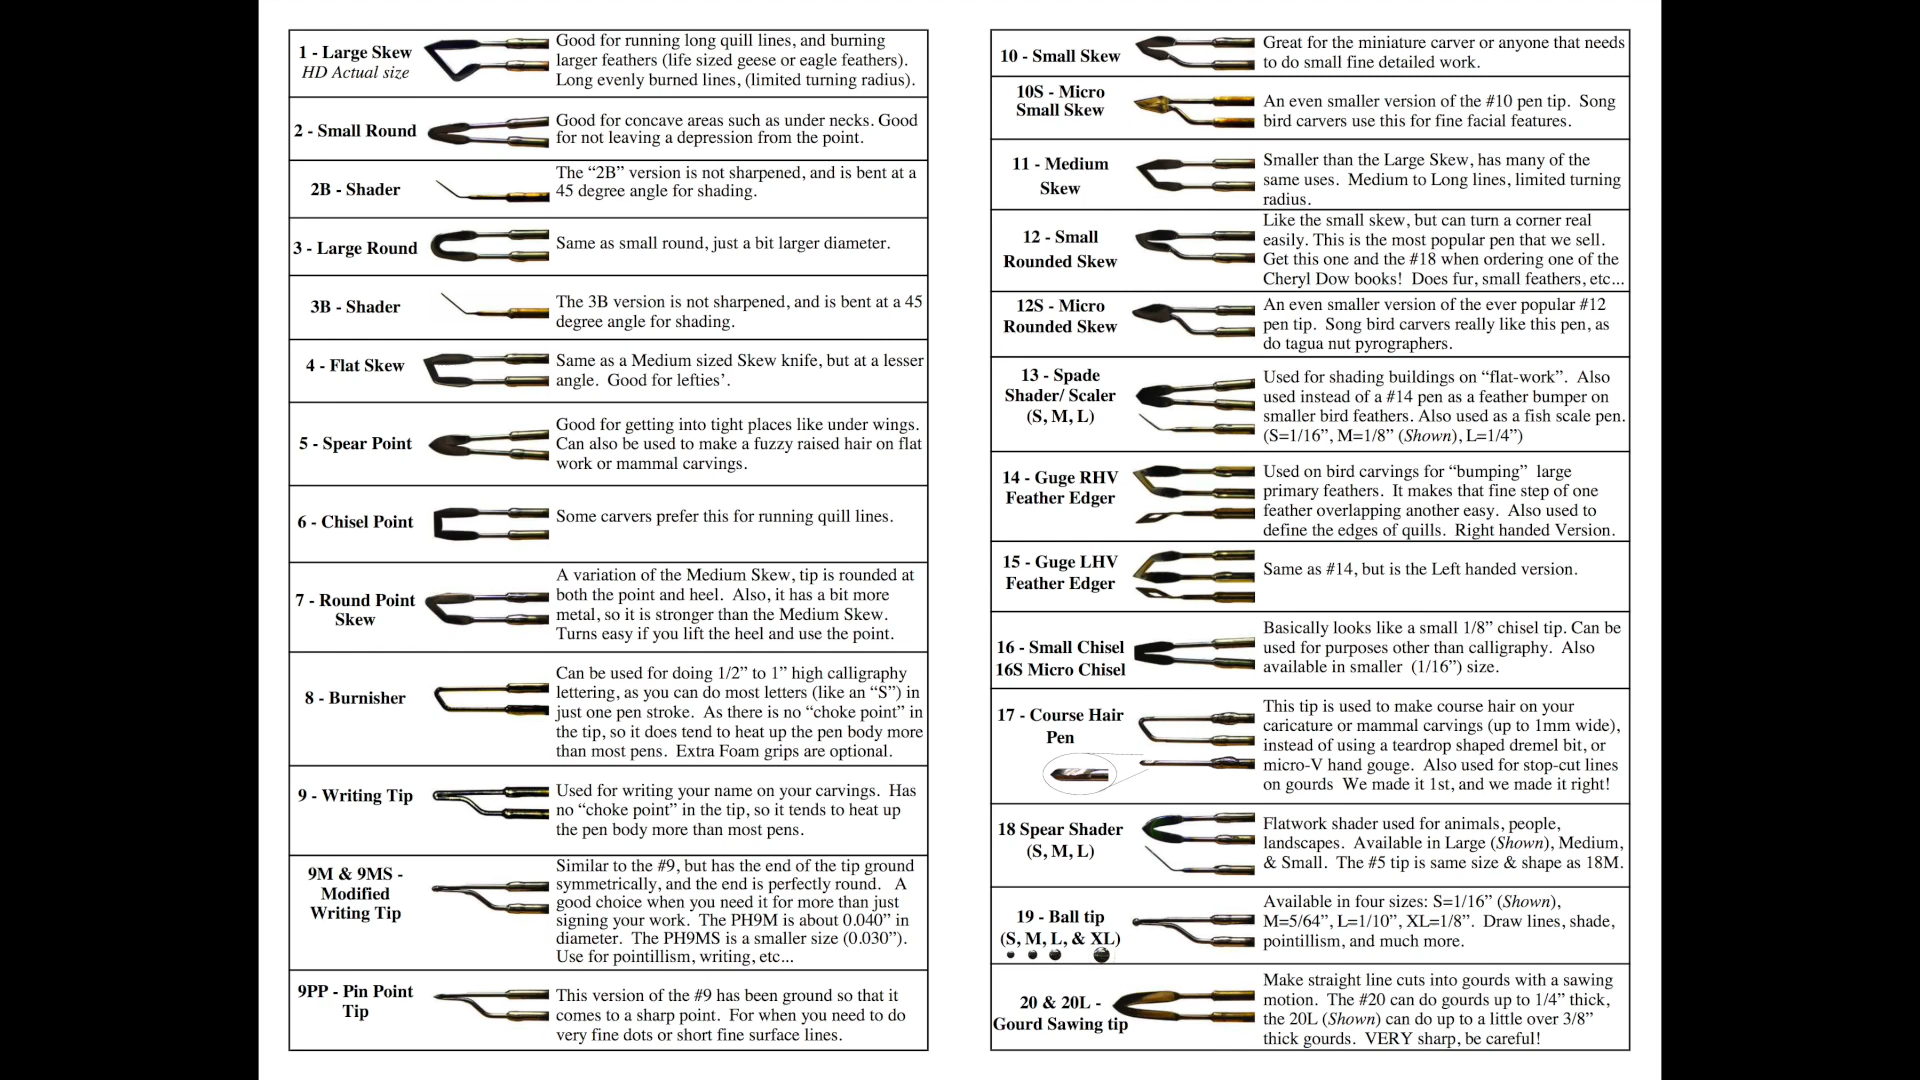 1 - Large Skew
HD Actual size
Good for running long quill lines, and burning
larger feathers (life sized geese or eagle feathers).
Long evenly burned lines, (limited turning radius).
2 - Small Round
Good for concave areas such as under necks. Good
for not leaving a depression from the point.
2B - Shader
The “2B” version is not sharpened, and is bent at a
45 degree angle for shading.
3 - Large Round
Same as small round, just a bit larger diameter.
3B - Shader
The 3B version is not sharpened, and is bent at a 45
degree angle for shading.
4 - Flat Skew
Same as a Medium sized Skew knife, but at a lesser
angle. Good for lefties’.
5 - Spear Point
Good for getting into tight places like under wings.
Can also be used to make a fuzzy raised hair on flat
work or mammal carvings.
6 - Chisel Point
Some carvers prefer this for running quill lines.
7 - Round Point
Skew
A variation of the Medium Skew, tip is rounded at
both the point and heel. Also, it has a bit more
metal, so it is stronger than the Medium Skew.
Turns easy if you lift the heel and use the point.
8 - Burnisher
Can be used for doing 1/2” to 1” high calligraphy
lettering, as you can do most letters (like an “S”) in
just one pen stroke. As there is no “choke point” in
the tip, so it does tend to heat up the pen body more
than most pens. Extra Foam grips are optional.
9 - Writing Tip
Used for writing your name on your carvings. Has
no “choke point” in the tip, so it tends to heat up
the pen body more than most pens.
9M & 9MS -
Modified
Writing Tip
Similar to the #9, but has the end of the tip ground
symmetrically, and the end is perfectly round. A
good choice when you need it for more than just
signing your work. The PH9M is about 0.040” in
diameter. The PH9MS is a smaller size (0.030”).
Use for pointillism, writing, etc...
9PP - Pin Point
Tip
This version of the #9 has been ground so that it
comes to a sharp point. For when you need to do
very fine dots or short fine surface lines.
10 - Small Skew
Great for the miniature carver or anyone that needs
to do small fine detailed work.
10S - Micro
Small Skew
An even smaller version of the #10 pen tip. Song
bird carvers use this for fine facial features.
11 - Medium
Skew
Smaller than the Large Skew, has many of the
same uses. Medium to Long lines, limited turning
radius.
12 - Small
Rounded Skew
Like the small skew, but can turn a corner real
easily. This is the most popular pen that we sell.
Get this one and the #18 when ordering one of the
Cheryl Dow books! Does fur, small feathers, etc...
12S - Micro
Rounded Skew
An even smaller version of the ever popular #12
pen tip. Song bird carvers really like this pen, as
do tagua nut pyrographers.
13 - Spade
Shader/ Scaler
(S, M, L)
Used for shading buildings on “flat-work”. Also
used instead of a #14 pen as a feather bumper on
smaller bird feathers. Also used as a fish scale pen.
(S=1/16”, M=1/8” (Shown), L=1/4”)
14 - Guge RHV
Feather Edger
Used on bird carvings for “bumping” large
primary feathers. It makes that fine step of one
feather overlapping another easy. Also used to
define the edges of quills. Right handed Version.
15 - Guge LHV
Feather Edger
Same as #14, but is the Left handed version.
16 - Small Chisel
16S Micro Chisel
Basically looks like a small 1/8” chisel tip. Can be
used for purposes other than calligraphy. Also
available in smaller (1/16”) size.
17 - Course Hair
Pen
This tip is used to make course hair on your
caricature or mammal carvings (up to 1mm wide),
instead of using a teardrop shaped dremel bit, or
micro-V hand gouge. Also used for stop-cut lines
on gourds We made it 1st, and we made it right!
18 Spear Shader
(S, M, L)
Flatwork shader used for animals, people,
landscapes. Available in Large (Shown), Medium,
& Small. The #5 tip is same size & shape as 18M.
19 - Ball tip
(S, M, L, & XL)
Available in four sizes: S=1/16” (Shown),
M=5/64”, L=1/10”, XL=1/8”. Draw lines, shade,
pointillism, and much more.
20 & 20L -
Gourd Sawing tip
Make straight line cuts into gourds with a sawing
motion. The #20 can do gourds up to 1/4” thick,
the 20L (Shown) can do up to a little over 3/8”
thick gourds. VERY sharp, be careful!